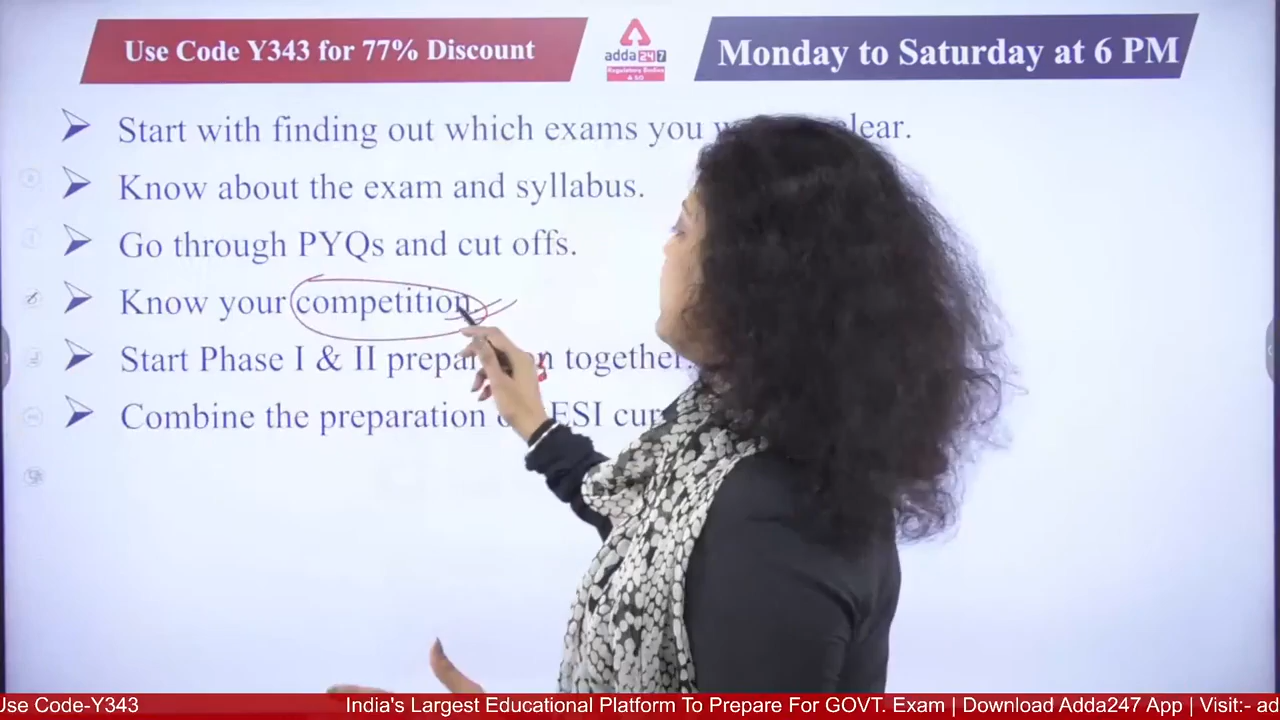 Use Code Y343 for 77% Discount
adda247
Regulatory Bodies
Monday to Saturday at 6 PM
Start with finding out which exams you clear.
Know about the exam and syllabus.
Go through PYQs and cut offs.
Know your competition
Start Phase I & II together.
Combine the preparation ESI
Use Code-Y343
India's Largest Educational Platform To Prepare For GOVT. Exam | Download Adda247 App | Visit:- ad